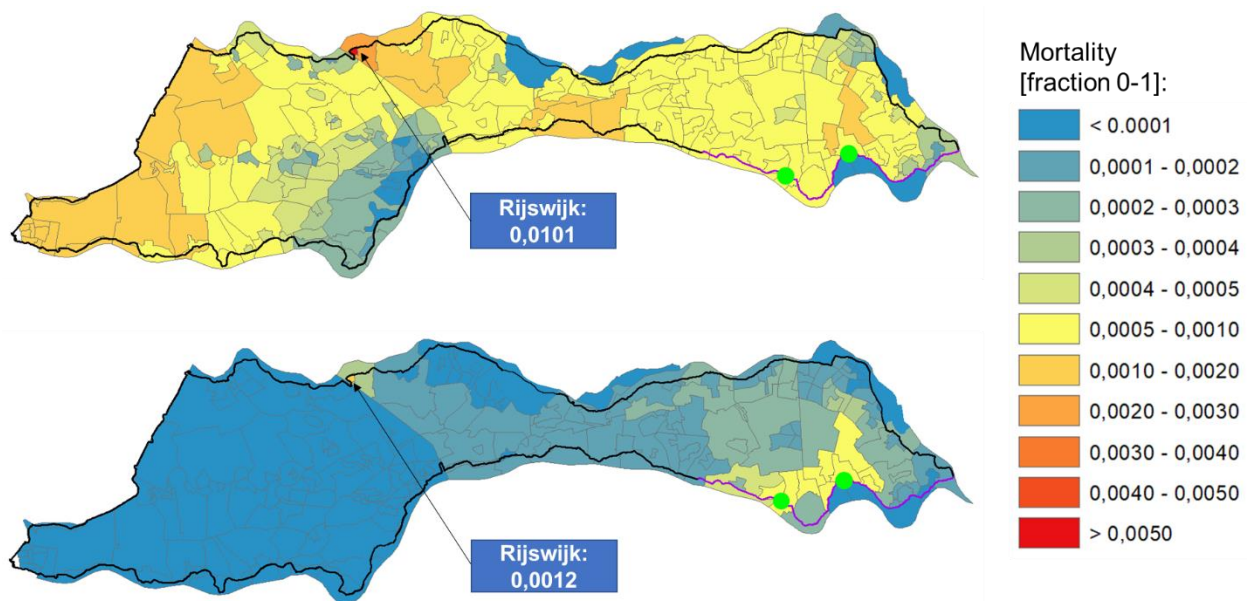 Mortality
[fraction 0-1]:
< 0.0001
0,0001 - 0,0002
0,0002 - 0,0003
0,0003 - 0,0004
0,0004 - 0,0005
0,0005 - 0,0010
0,0010 - 0,0020
0,0020 - 0,0030
0,0030 - 0,0040
0,0040 - 0,0050
> 0,0050
Rijswijk:
0,0101
Rijswijk:
0,0012